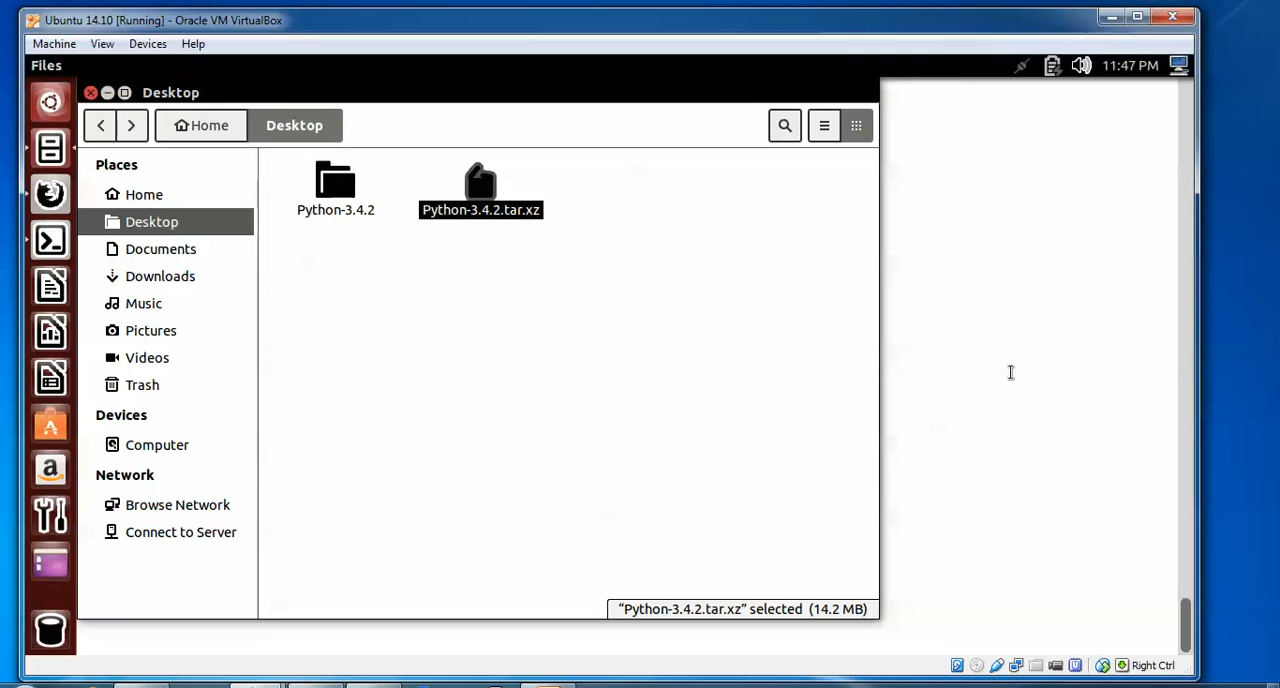 Ubuntu 14.10 [Running] - Oracle VM VirtualBox
Machine View Devices Help
Files 11:47 PM
Desktop
Home Desktop
Places
Home
Desktop
Documents
Downloads
Music
Pictures
Videos
Trash
Devices
Computer
Network
Browse Network
Connect to Server
Python-3.4.2 Python-3.4.2.tar.xz
“Python-3.4.2.tar.xz” selected (14.2 MB)
Right Ctrl